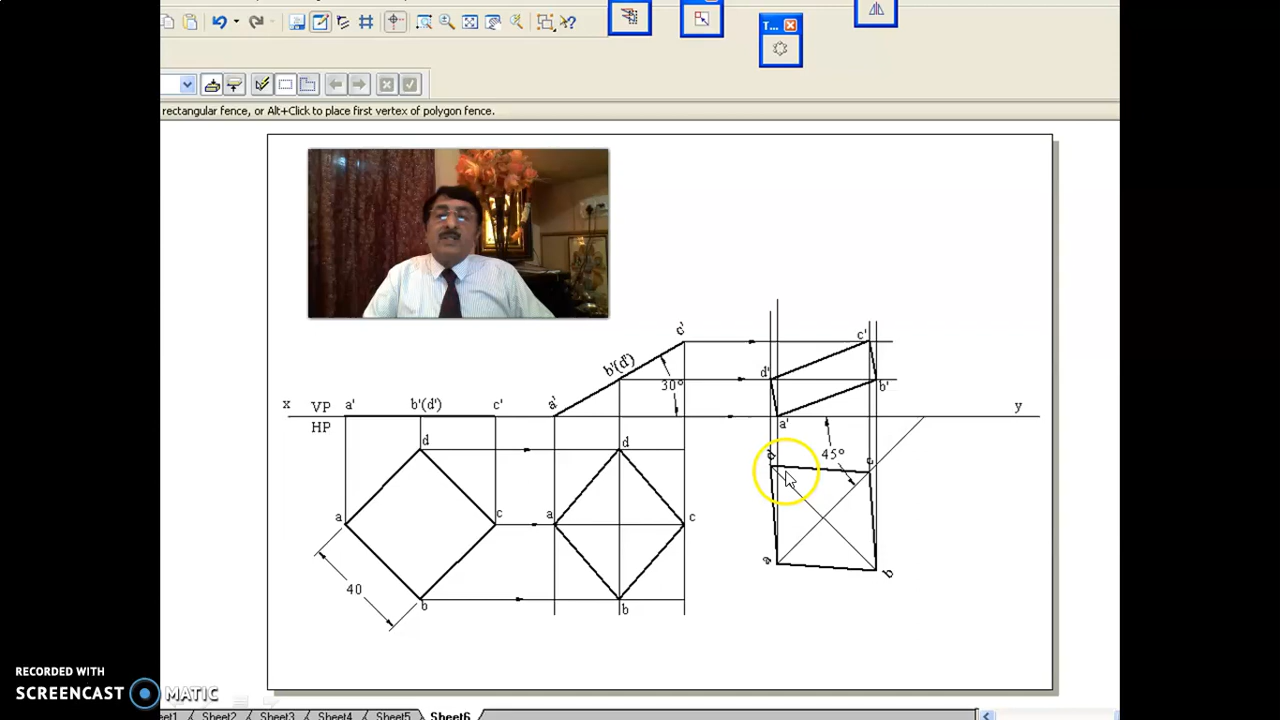 T...
rectangular fence, or Alt+Click to place first vertex of polygon fence.
c'
b'(d')
30°
c'
d'
b'
x
VP
a'
b'(d')
c'
a'
y
HP
a'
d
d
d
45°
c
a
c
a
c
40
b
b
a
b
RECORDED WITH
SCREENCAST MATIC
Sheet2
Sheet3
Sheet4
Sheet5
Sheet6